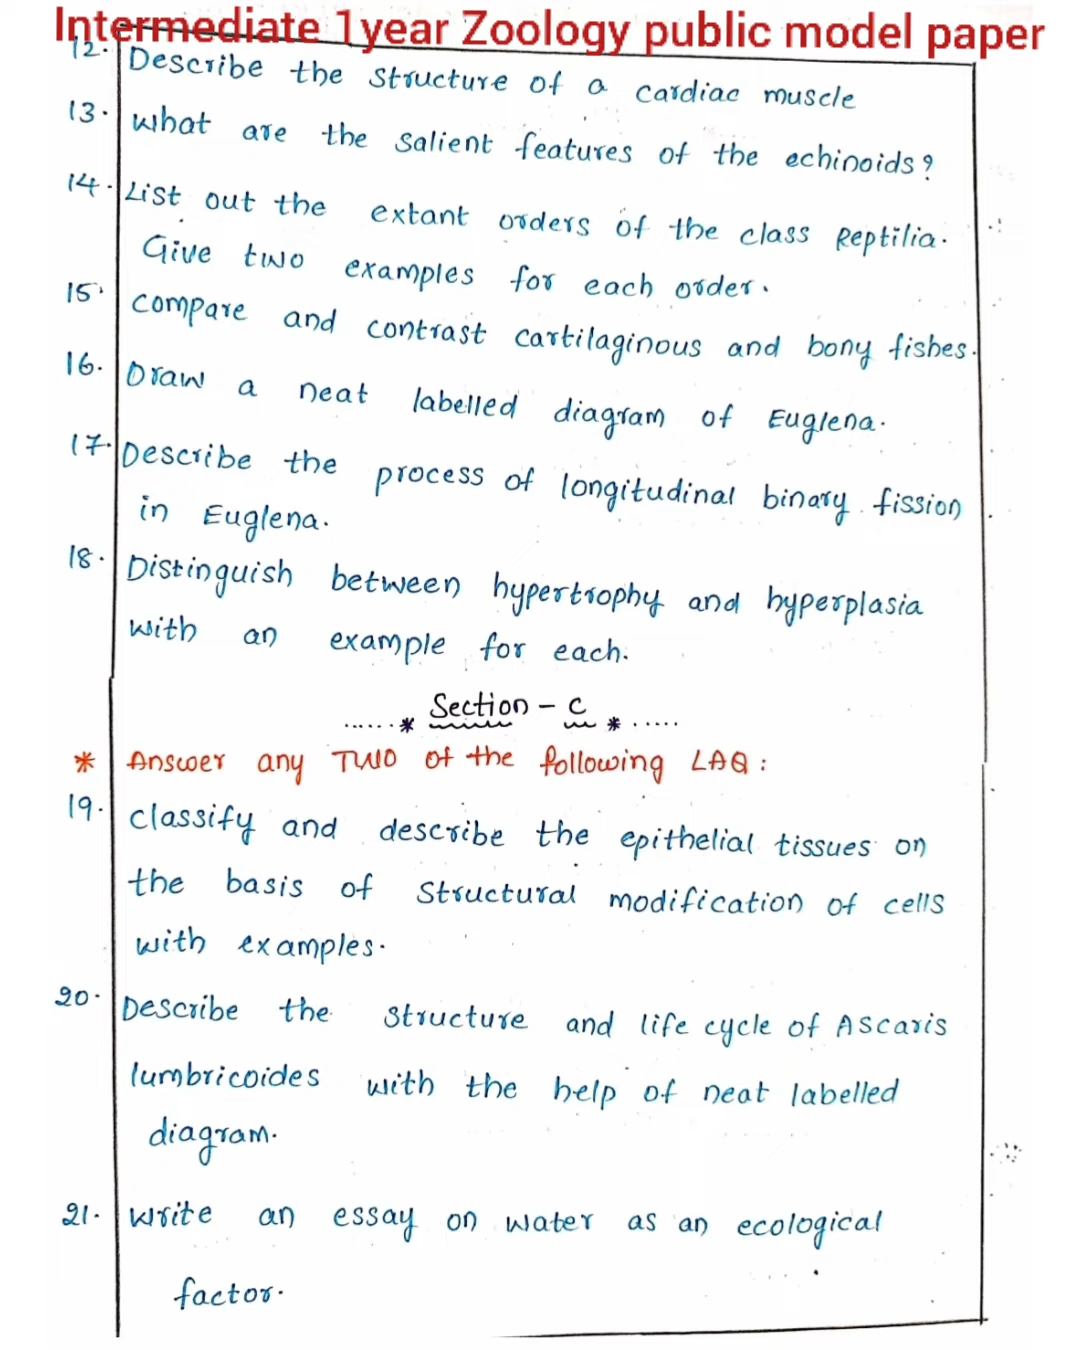 Intermediate 1year Zoology public model paper
12. Describe the structure of a cardiac muscle
13. what are the salient features of the echinoids?
14. List out the extant orders of the class Reptilia.
Give two examples for each order.
15. compare and contrast cartilaginous and bony fishes.
16. Draw a neat labelled diagram of Euglena.
17. Describe the process of longitudinal binary fission
in Euglena.
18. Distinguish between hypertrophy and hyperplasia
with an example for each.
......* Section - C *......
* Answer any TWO of the following LAQ :
19. classify and describe the epithelial tissues on
the basis of structural modification of cells
with examples.
20. Describe the structure and life cycle of Ascaris
lumbricoides with the help of neat labelled
diagram.
21. write an essay on water as an ecological
factor.